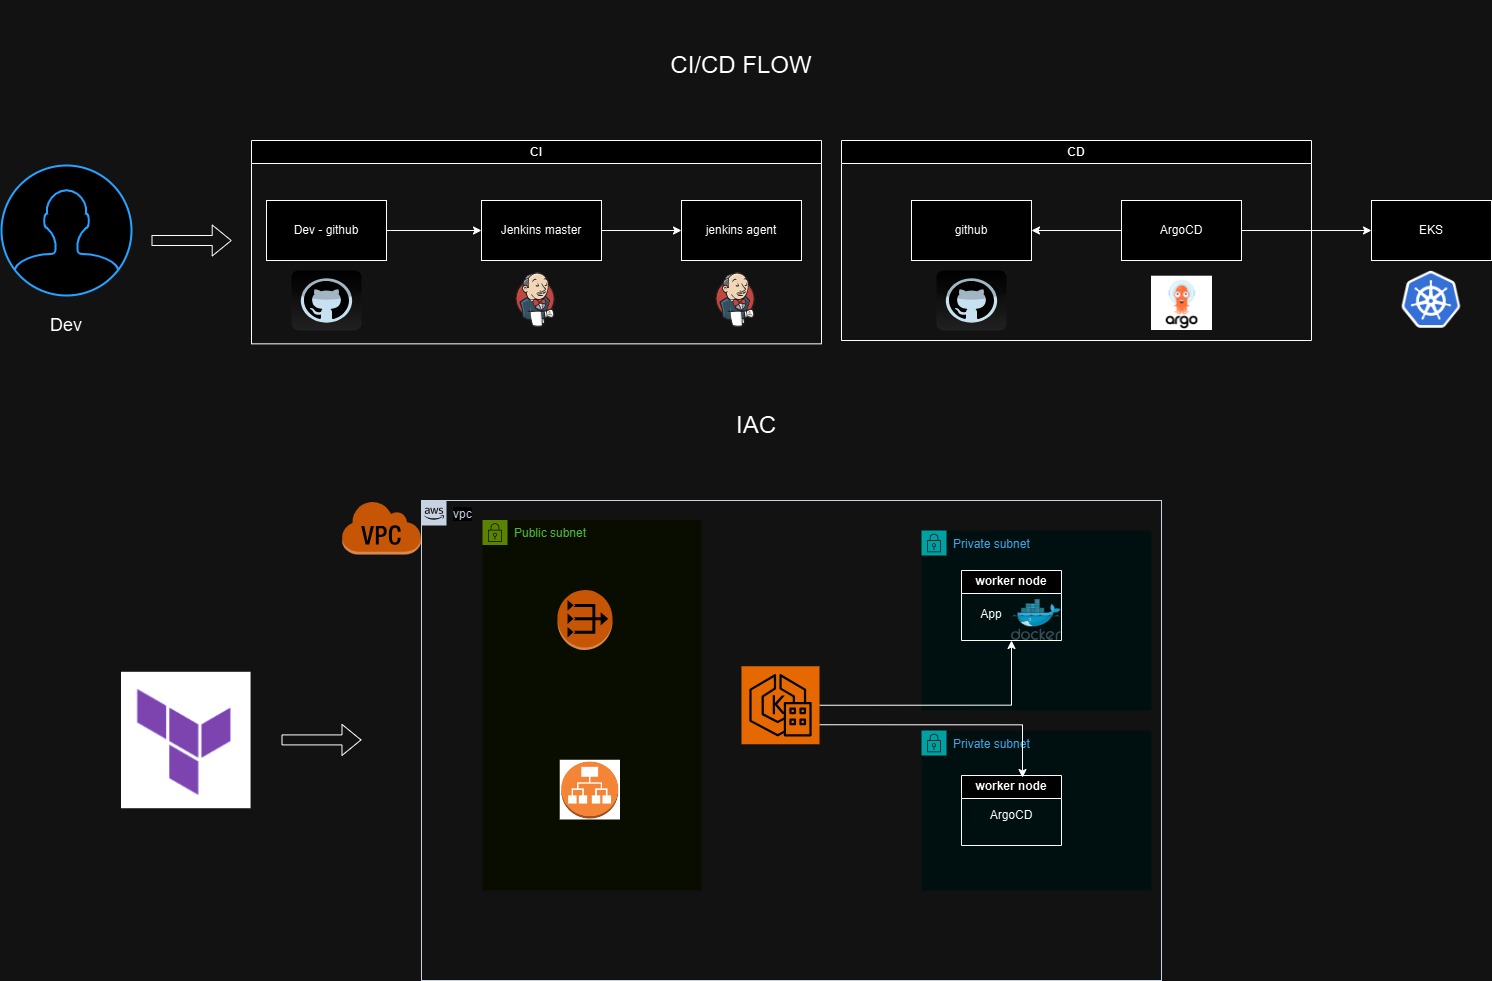 CI/CD FLOW
CI
CD
Dev - github
Jenkins master
jenkins agent
github
ArgoCD
EKS
argo
Dev
IAC
VPC
aws
vpc
Public subnet
Private subnet
worker node
App
docker
K
Private subnet
worker node
ArgoCD